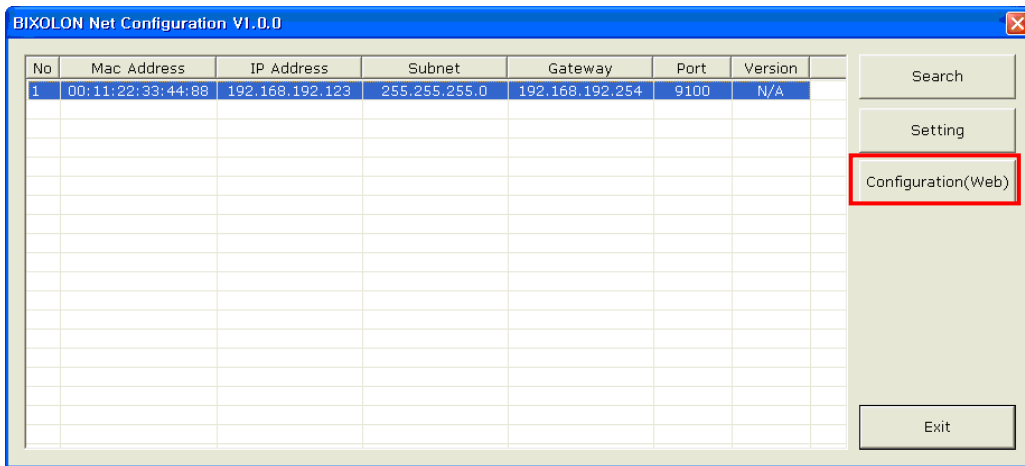 BIXOLON Net Configuration V1.0.0
No Mac Address IP Address Subnet Gateway Port Version
1 00:11:22:33:44:88 192.168.192.123 255.255.255.0 192.168.192.254 9100 N/A
Search
Setting
Configuration(Web)
Exit